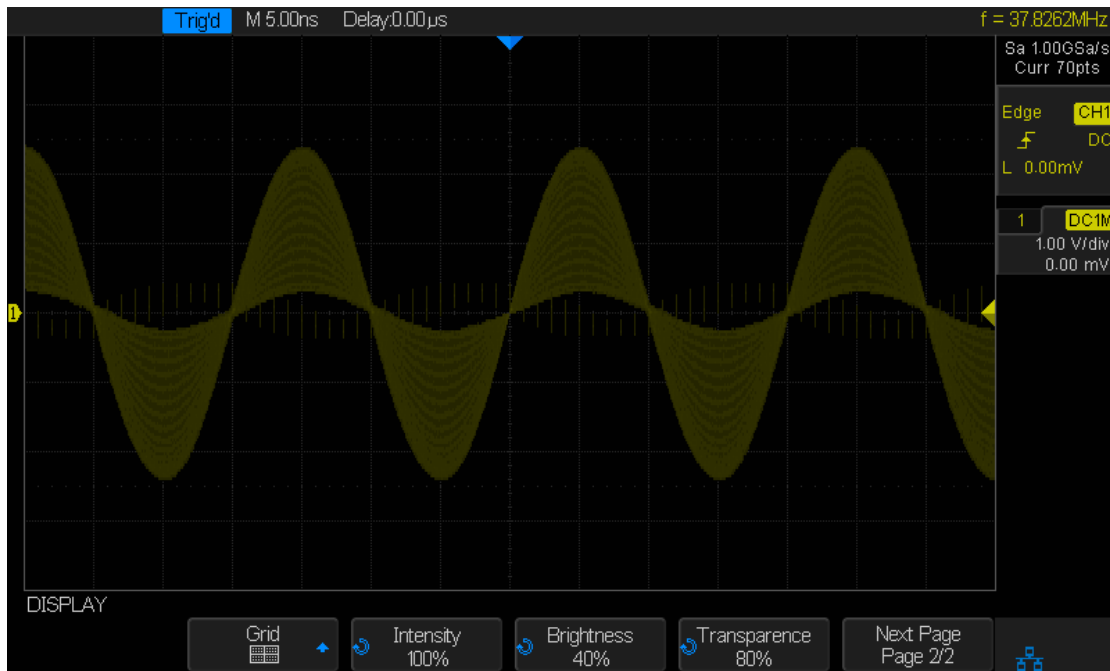 Trig'd M 5.00ns Delay:0.00µs f = 37.8262MHz
Sa 1.00GSa/s
Curr 70pts
Edge CH1
DC
L 0.00mV
1 DC1M
1.00 V/div
0.00 mV
1
DISPLAY
Grid
Intensity
100%
Brightness
40%
Transparence
80%
Next Page
Page 2/2